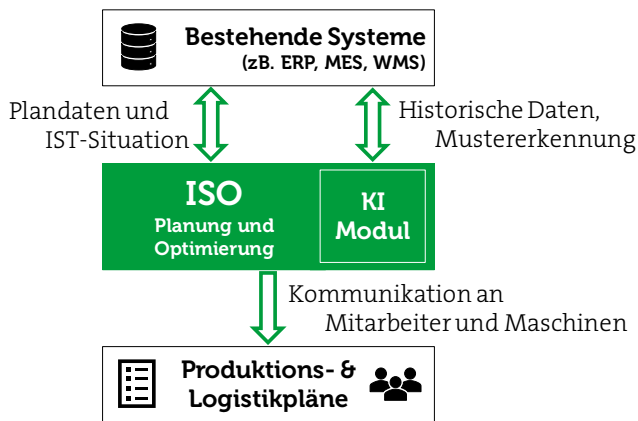 Bestehende Systeme
(zB. ERP, MES, WMS)
Plandaten und
IST-Situation
Historische Daten,
Mustererkennung
ISO
Planung und
Optimierung
KI
Modul
Kommunikation an
Mitarbeiter und Maschinen
Produktions- &
Logistikpläne